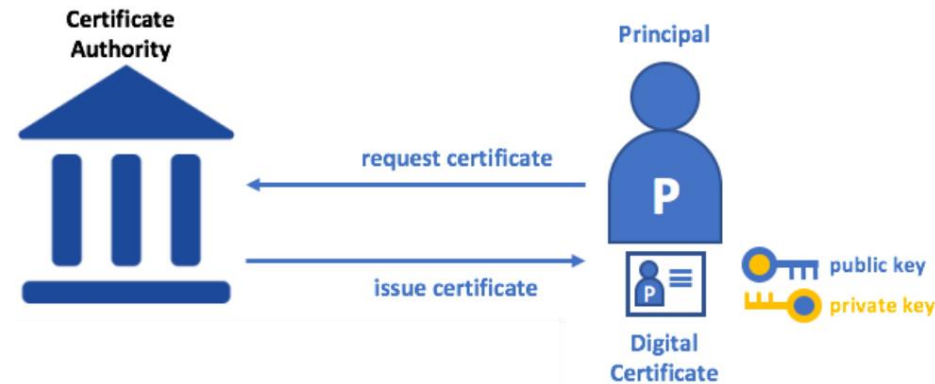 Certificate
Authority
Principal
request certificate
P
issue certificate
P
public key
private key
Digital
Certificate